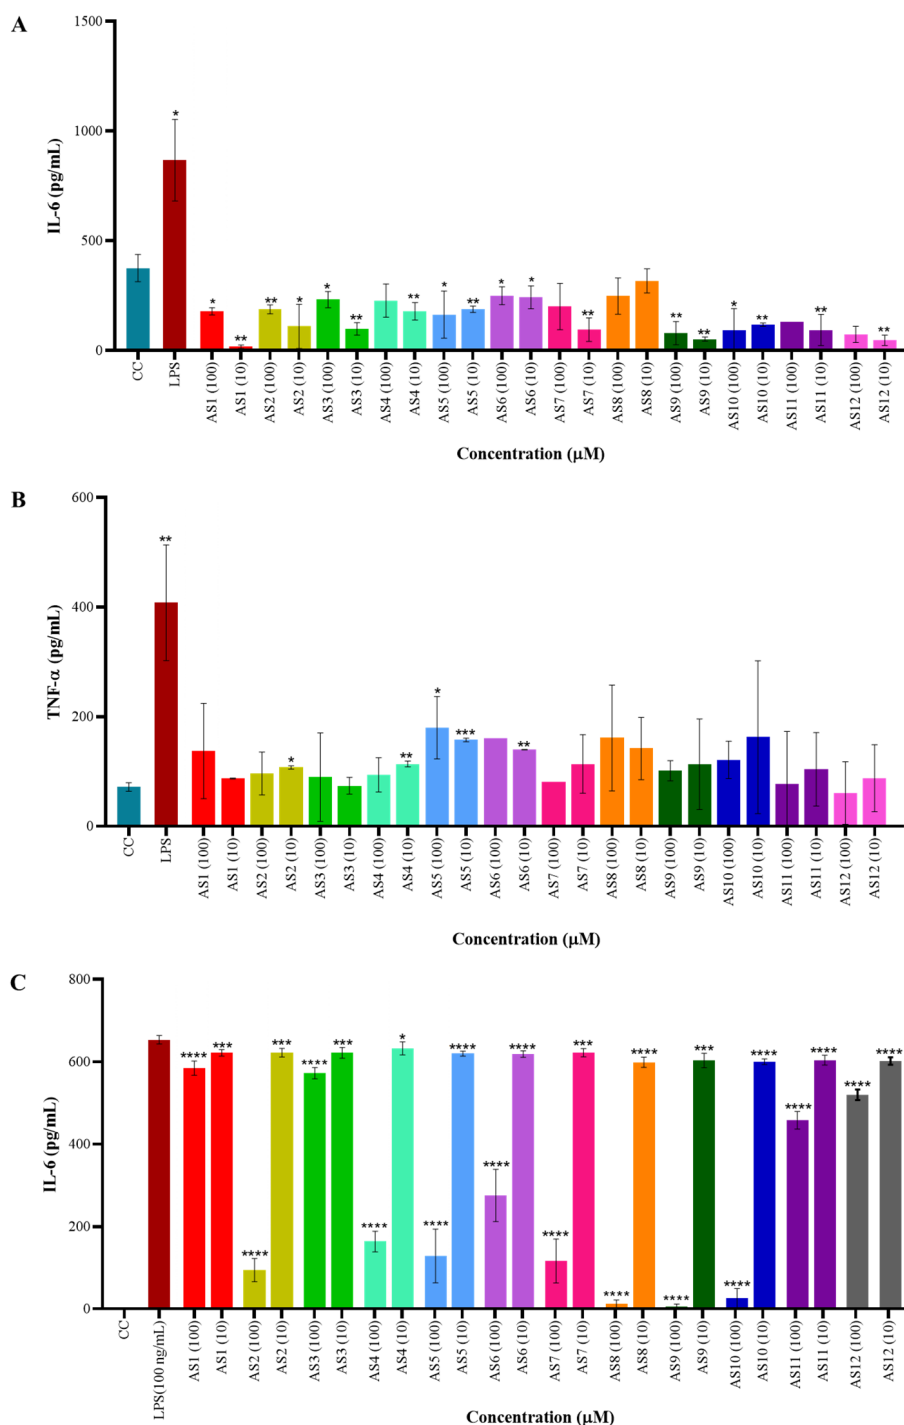 A
1500
1000
500
0
IL-6 (pg/mL)
*
*
**
**
*
*
**
**
*
**
*
*
**
**
**
*
**
**
**
CC
LPS
AS1 (100)
AS1 (10)
AS2 (100)
AS2 (10)
AS3 (100)
AS3 (10)
AS4 (100)
AS4 (10)
AS5 (100)
AS5 (10)
AS6 (100)
AS6 (10)
AS7 (100)
AS7 (10)
AS8 (100)
AS8 (10)
AS9 (100)
AS9 (10)
AS10 (100)
AS10 (10)
AS11 (100)
AS11 (10)
AS12 (100)
AS12 (10)
Concentration (μM)
B
600
400
200
0
TNF-α (pg/mL)
**
*
**
*
***
**
CC
LPS
AS1 (100)
AS1 (10)
AS2 (100)
AS2 (10)
AS3 (100)
AS3 (10)
AS4 (100)
AS4 (10)
AS5 (100)
AS5 (10)
AS6 (100)
AS6 (10)
AS7 (100)
AS7 (10)
AS8 (100)
AS8 (10)
AS9 (100)
AS9 (10)
AS10 (100)
AS10 (10)
AS11 (100)
AS11 (10)
AS12 (100)
AS12 (10)
Concentration (μM)
C
800
600
400
200
0
IL-6 (pg/mL)
****
***
****
***
****
***
****
*
****
****
****
****
****
***
****
****
****
***
****
****
****
****
****
****
CC
LPS(100 ng/mL)
AS1 (100)
AS1 (10)
AS2 (100)
AS2 (10)
AS3 (100)
AS3 (10)
AS4 (100)
AS4 (10)
AS5 (100)
AS5 (10)
AS6 (100)
AS6 (10)
AS7 (100)
AS7 (10)
AS8 (100)
AS8 (10)
AS9 (100)
AS9 (10)
AS10 (100)
AS10 (10)
AS11 (100)
AS11 (10)
AS12 (100)
AS12 (10)
Concentration (μM)